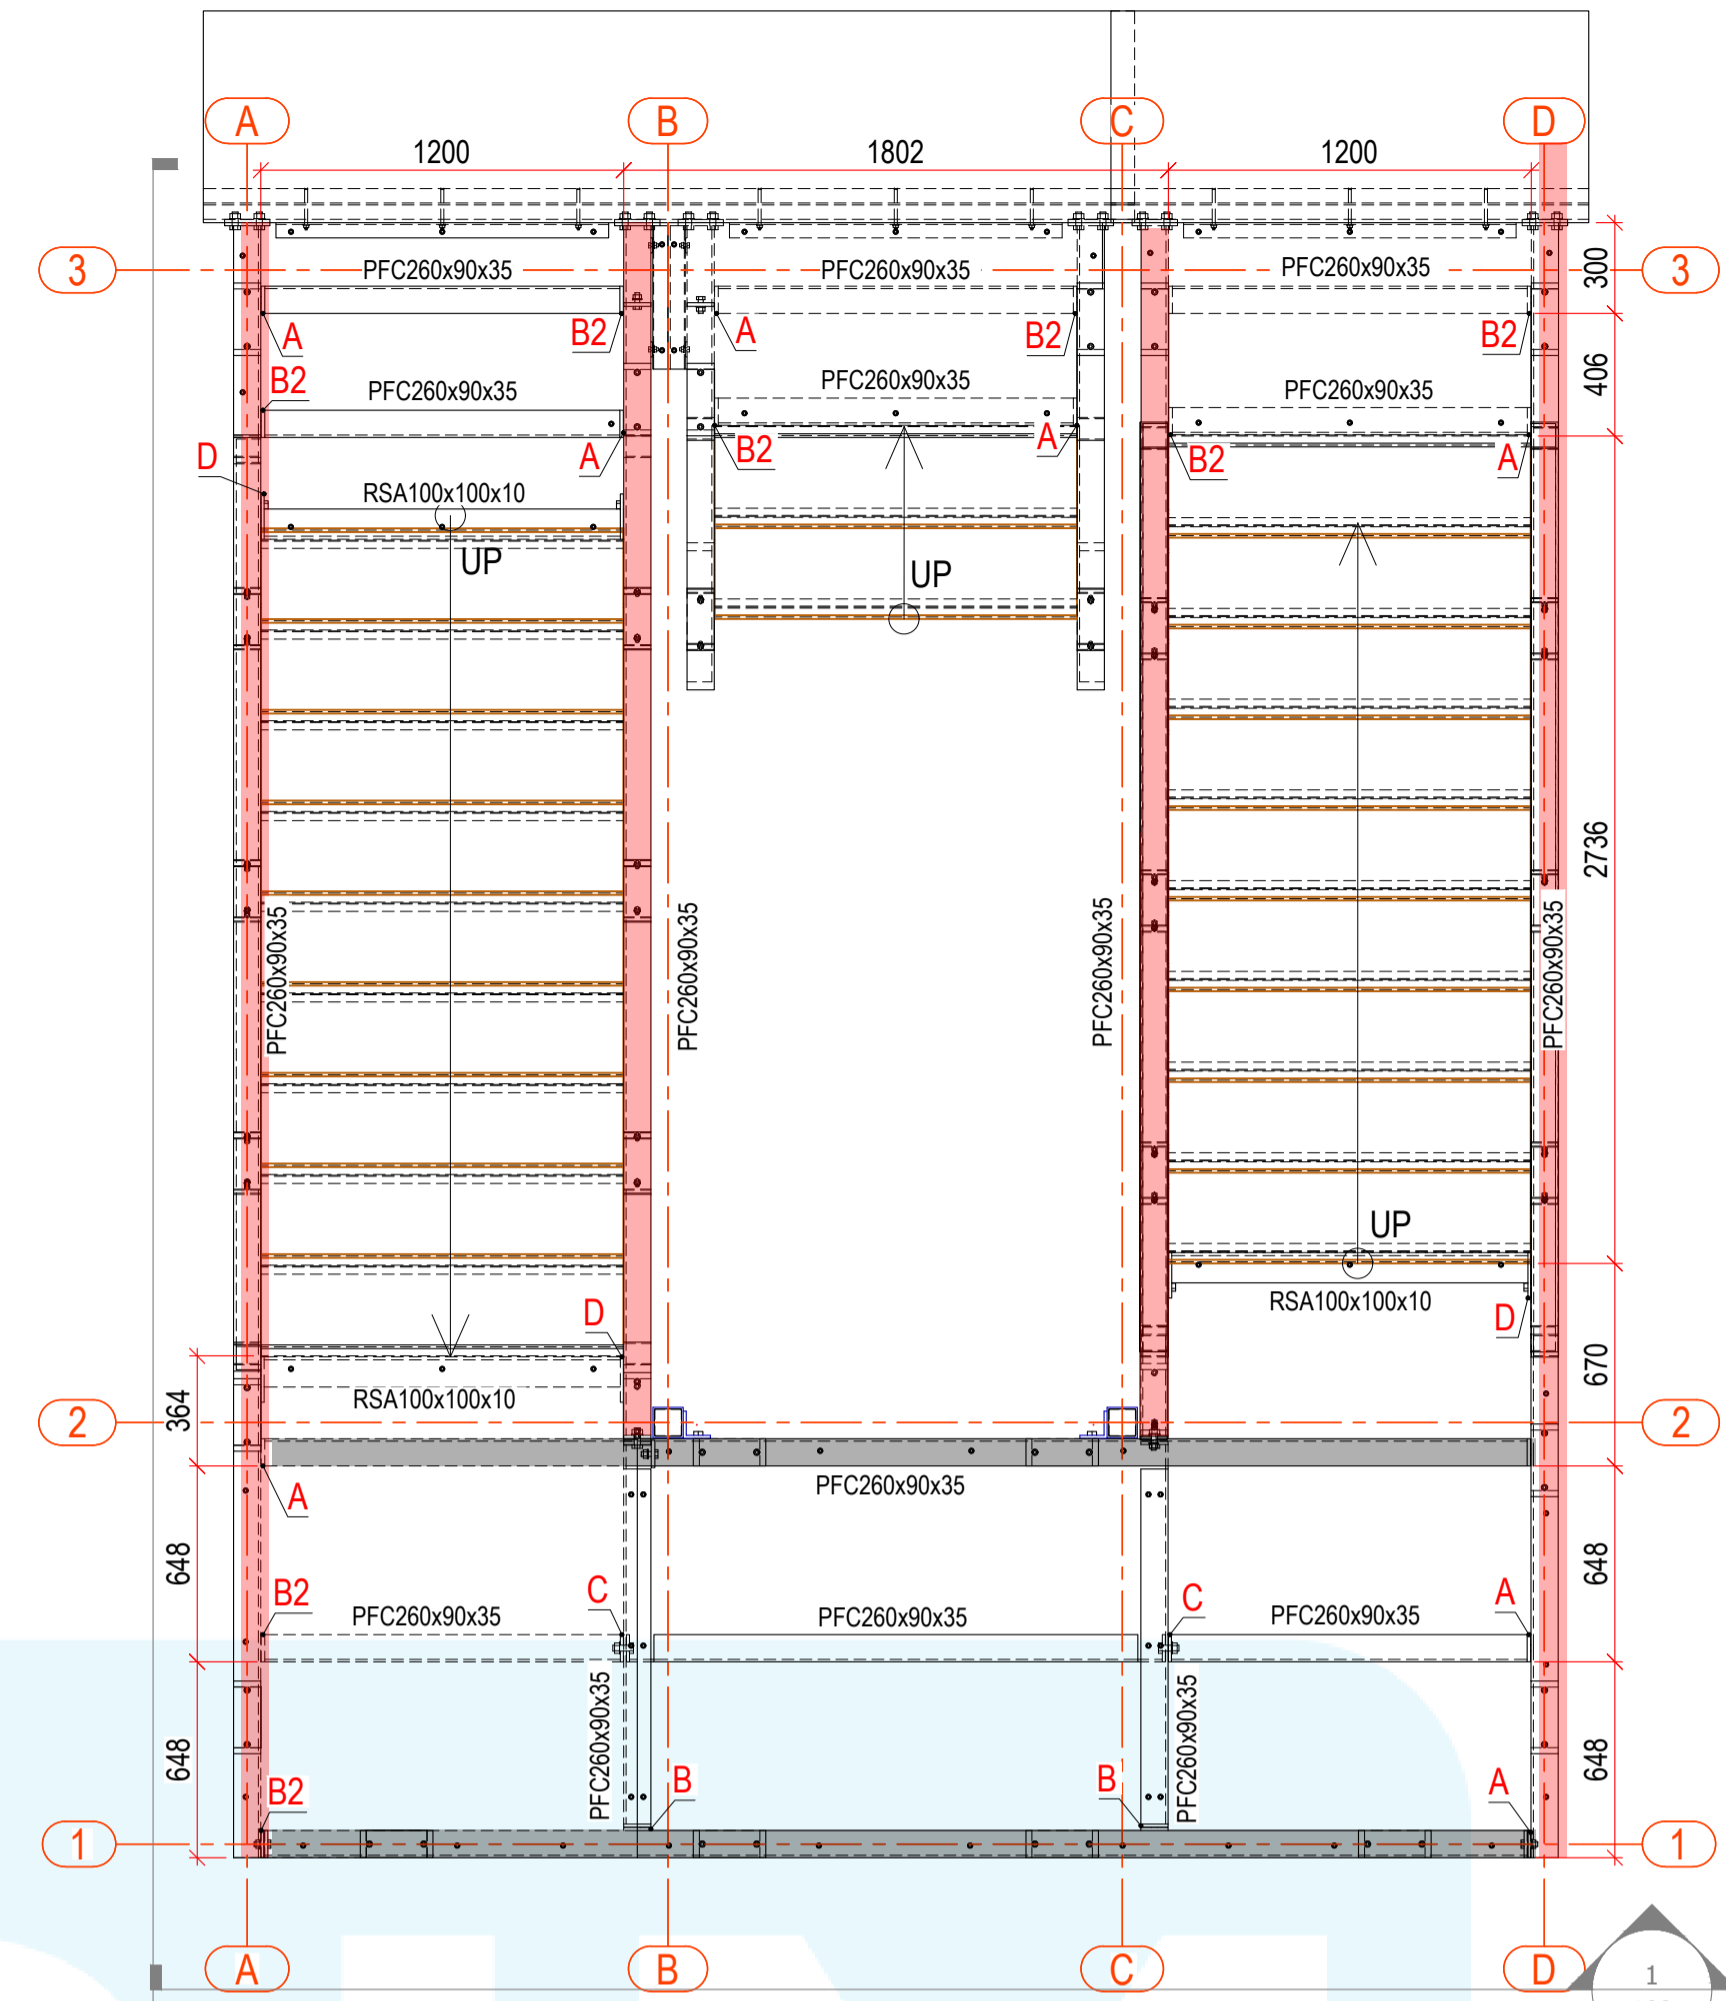 A B C D
1200 1802 1200
3 PFC260x90x35 PFC260x90x35 PFC260x90x35 300 3
A B2 A B2 B2
B2 PFC260x90x35 PFC260x90x35 PFC260x90x35 406
D A B2 A B2 A
RSA100x100x10
UP UP
2736
PFC260x90x35 PFC260x90x35 PFC260x90x35 PFC260x90x35
UP
D RSA100x100x10 D
364 RSA100x100x10 670
2 2
PFC260x90x35
A
648 648
B2 PFC260x90x35 C PFC260x90x35 C PFC260x90x35 A
PFC260x90x35 PFC260x90x35
648 648
B2 B B A
1 1
A B C D
1